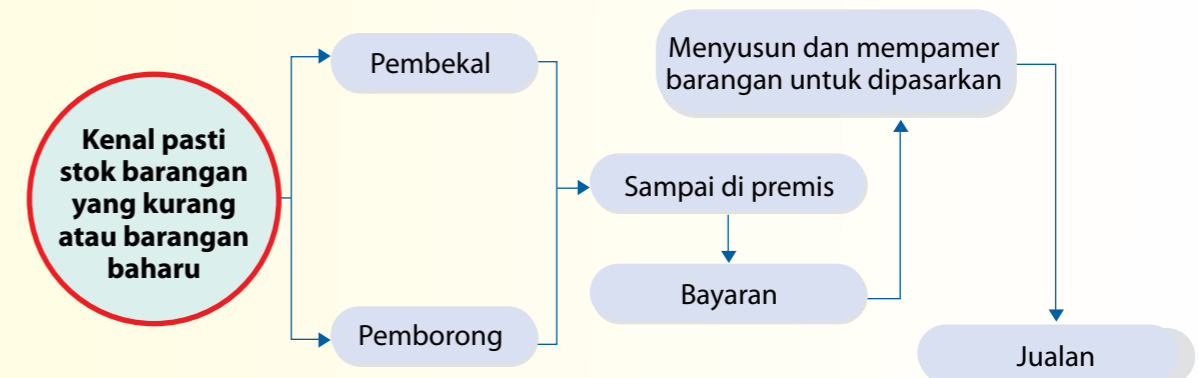 Kenal pasti
stok barangan
yang kurang
atau barangan
baharu
Pembekal
Pemborong
Sampai di premis
Bayaran
Menyusun dan mempamer
barangan untuk dipasarkan
Jualan